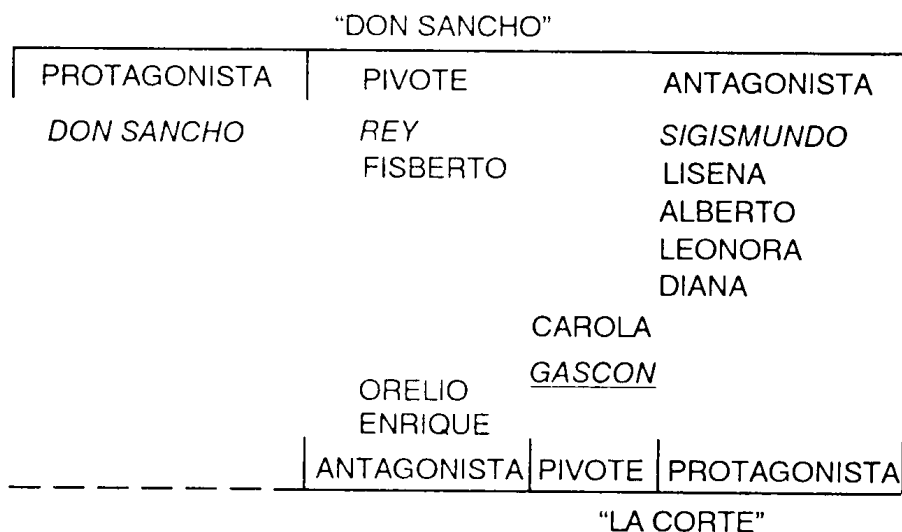 "DON SANCHO"
PROTAGONISTA PIVOTE ANTAGONISTA
DON SANCHO REY SIGISMUNDO
FISBERTO LISENA
ALBERTO
LEONORA
DIANA
CAROLA
GASCON
ORELIO
ENRIQUE
ANTAGONISTA PIVOTE PROTAGONISTA
"LA CORTE"